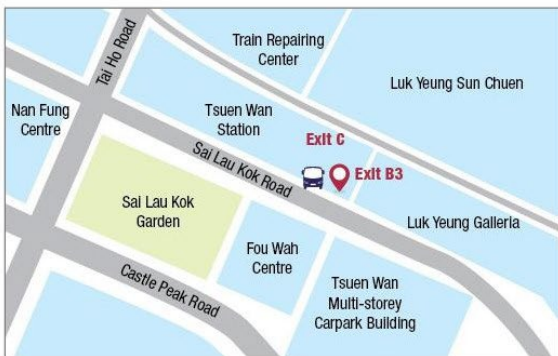 Tai Ho Road
Train Repairing
Center
Luk Yeung Sun Chuen
Nan Fung
Centre
Tsuen Wan
Station
Exit C
Sai Lau Kok Road
Exit B3
Sai Lau Kok
Garden
Luk Yeung Galleria
Fou Wah
Centre
Castle Peak Road
Tsuen Wan
Multi-storey
Carpark Building